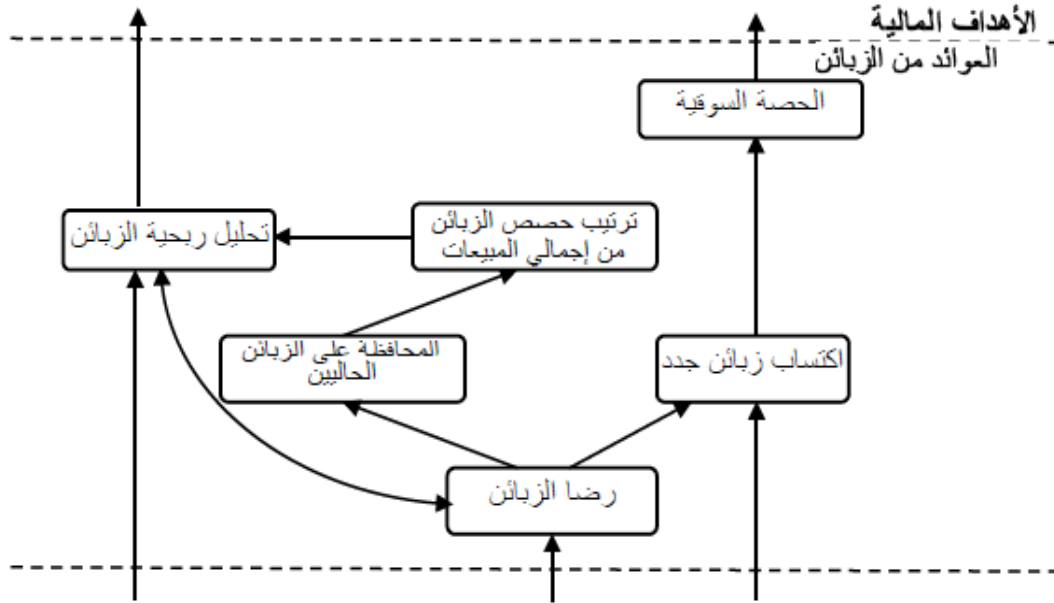 الأهداف المالية
العوائد من الزبائن
الحصة السوقية
ترتيب حصص الزبائن
من إجمالي المبيعات
تحليل ربحية الزبائن
المحافظة على الزبائن
الحاليين
اكتساب زبائن جدد
رضا الزبائن